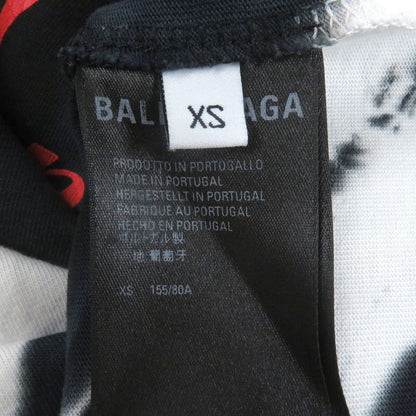 XS
BAL AGA
PRODOTTO IN PORTOGALLO
MADE IN PORTUGAL
HERGESTELLT IN PORTUGAL
FABRIQUE AU PORTUGAL
HECHO EN PORTUGAL
ポルトガル製
地 葡萄牙
XS 155/80A